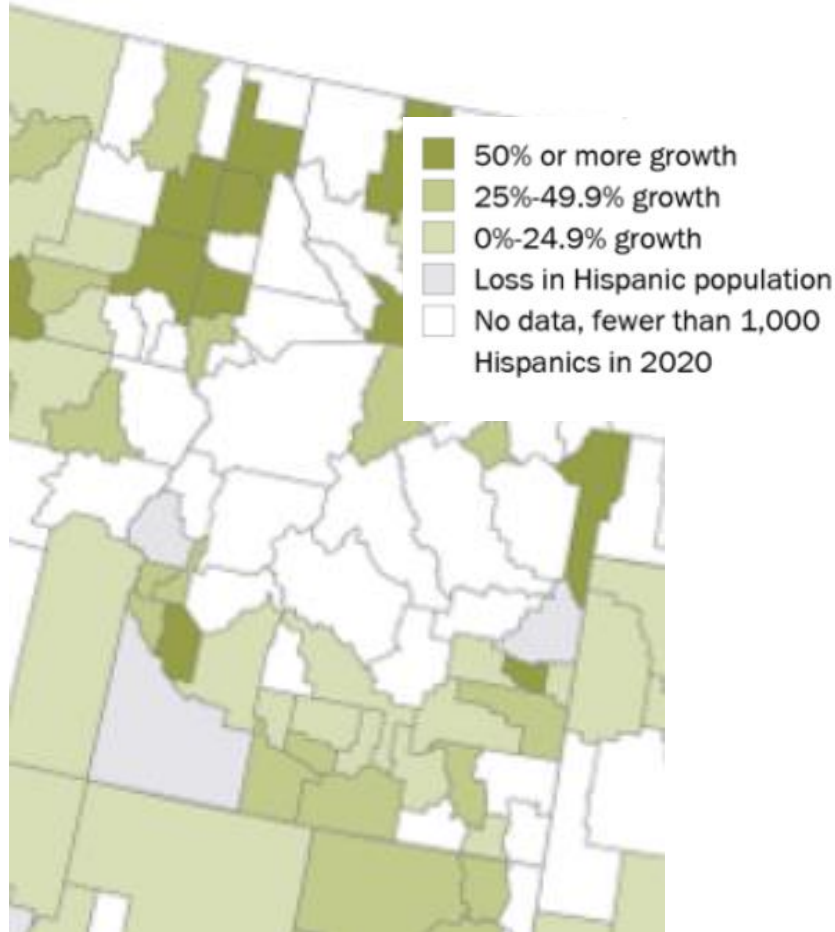 50% or more growth
25%-49.9% growth
0%-24.9% growth
Loss in Hispanic population
No data, fewer than 1,000
Hispanics in 2020